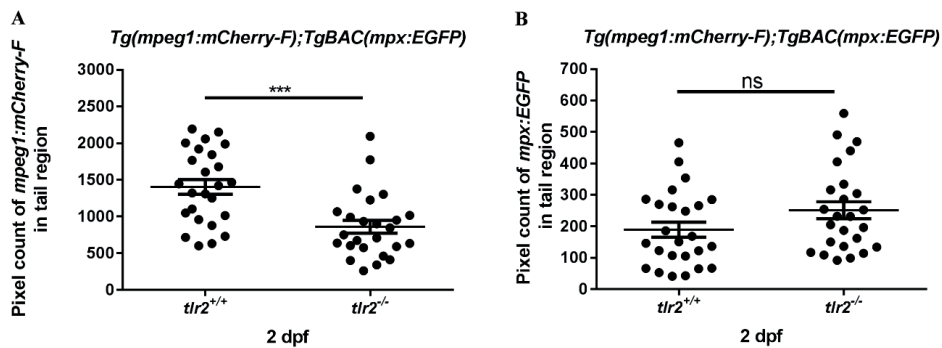 A
Tg(mpeg1:mCherry-F);TgBAC(mpx:EGFP)
Pixel count of mpeg1:mCherry-F
in tail region
3000
2500
2000
1500
1000
500
0
***
tlr2+/+
tlr2-/-
2 dpf
B
Tg(mpeg1:mCherry-F);TgBAC(mpx:EGFP)
Pixel count of mpx:EGFP
in tail region
700
600
500
400
300
200
100
0
ns
tlr2+/+
tlr2-/-
2 dpf